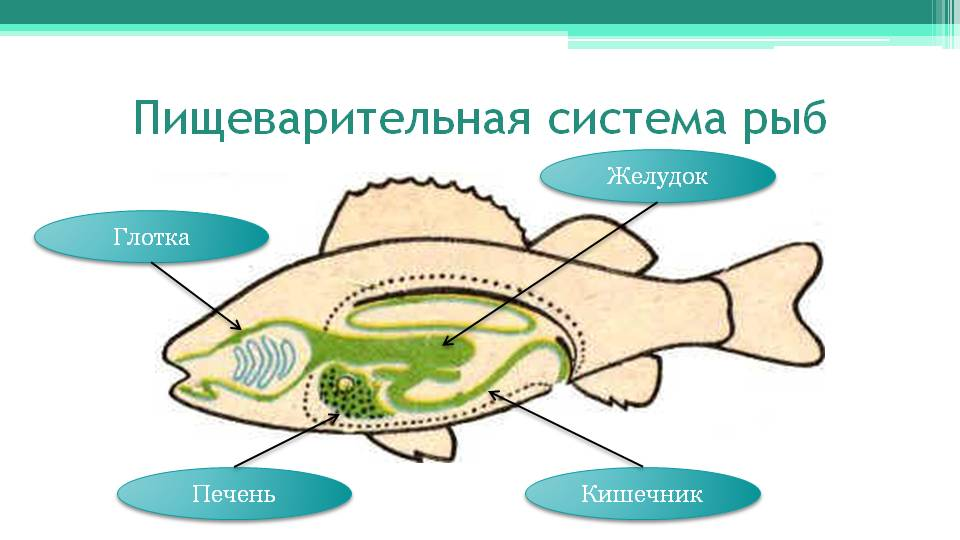 Пищеварительная система рыб
Желудок
Глотка
Печень
Кишечник